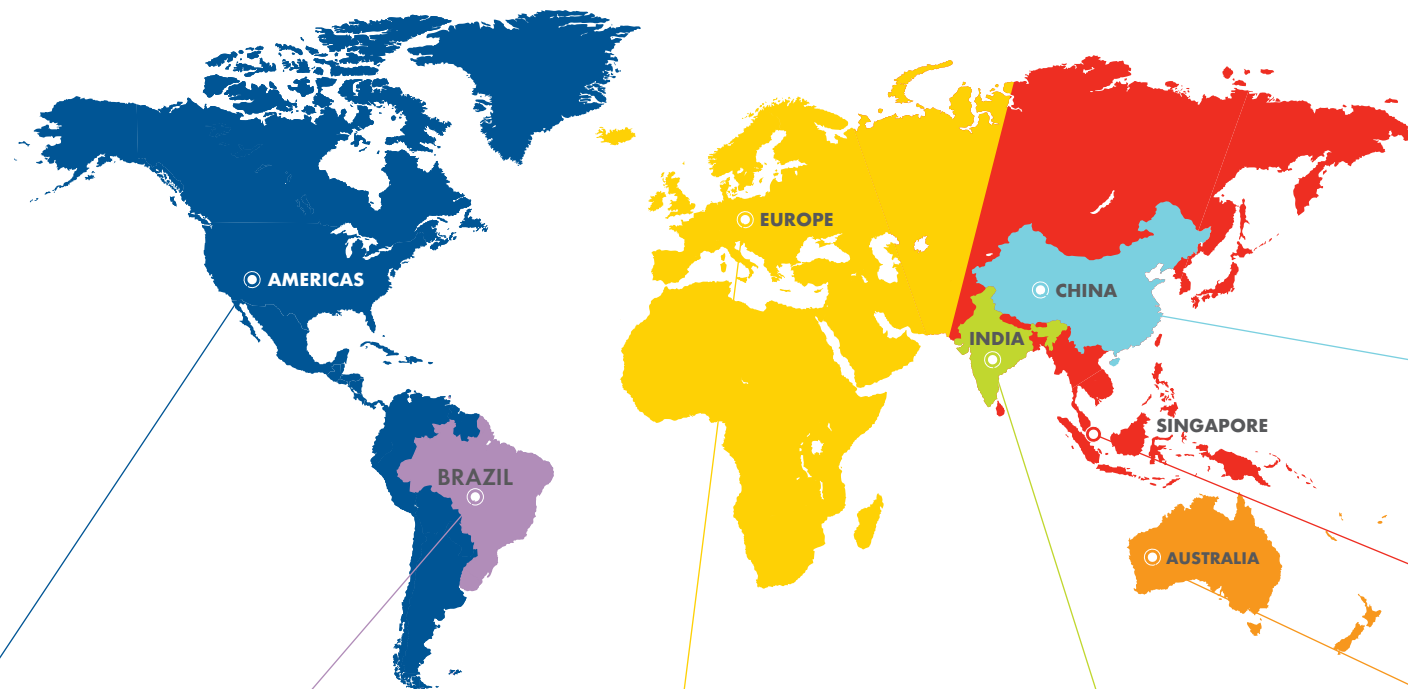 EUROPE
AMERICAS
CHINA
INDIA
SINGAPORE
BRAZIL
AUSTRALIA